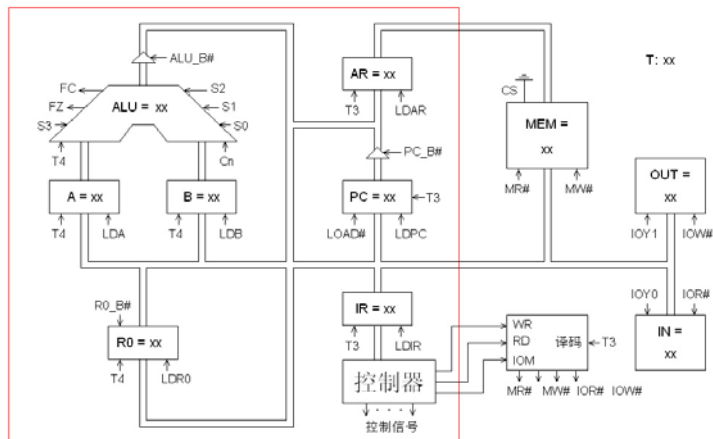 ALU_B#
FC
S2
FZ
ALU = xx
S1
S3
S0
T4
Cn
AR = xx
T3
LDAR
T: xx
CS
MEM =
xx
MR#
MW#
PC_B#
A = xx
B = xx
PC = xx
T3
OUT =
xx
T4
LDA
T4
LDB
LOAD#
LDPC
IOY1
IOW#
R0_B#
R0 = xx
T4
LDR0
IR = xx
T3
LDIR
IOY0
IOR#
IN =
xx
WR
RD
译码
T3
IOM
MR#
MW#
IOR#
IOW#
控制器
· · ·
控制信号